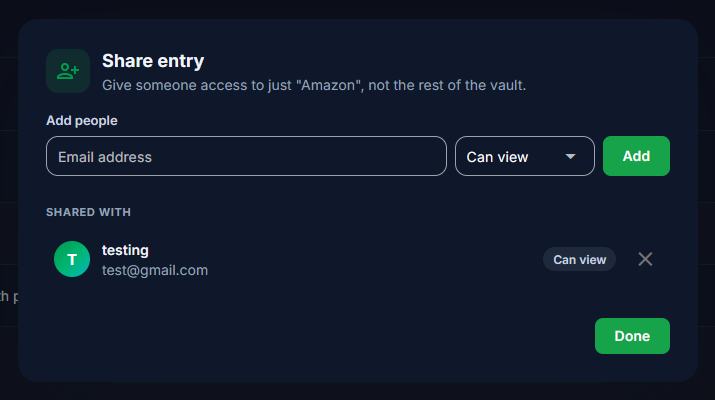 Share entry
Give someone access to just "Amazon", not the rest of the vault.
Add people
Email address
Can view
Add
SHARED WITH
T
testing
test@gmail.com
Can view
th p
Done